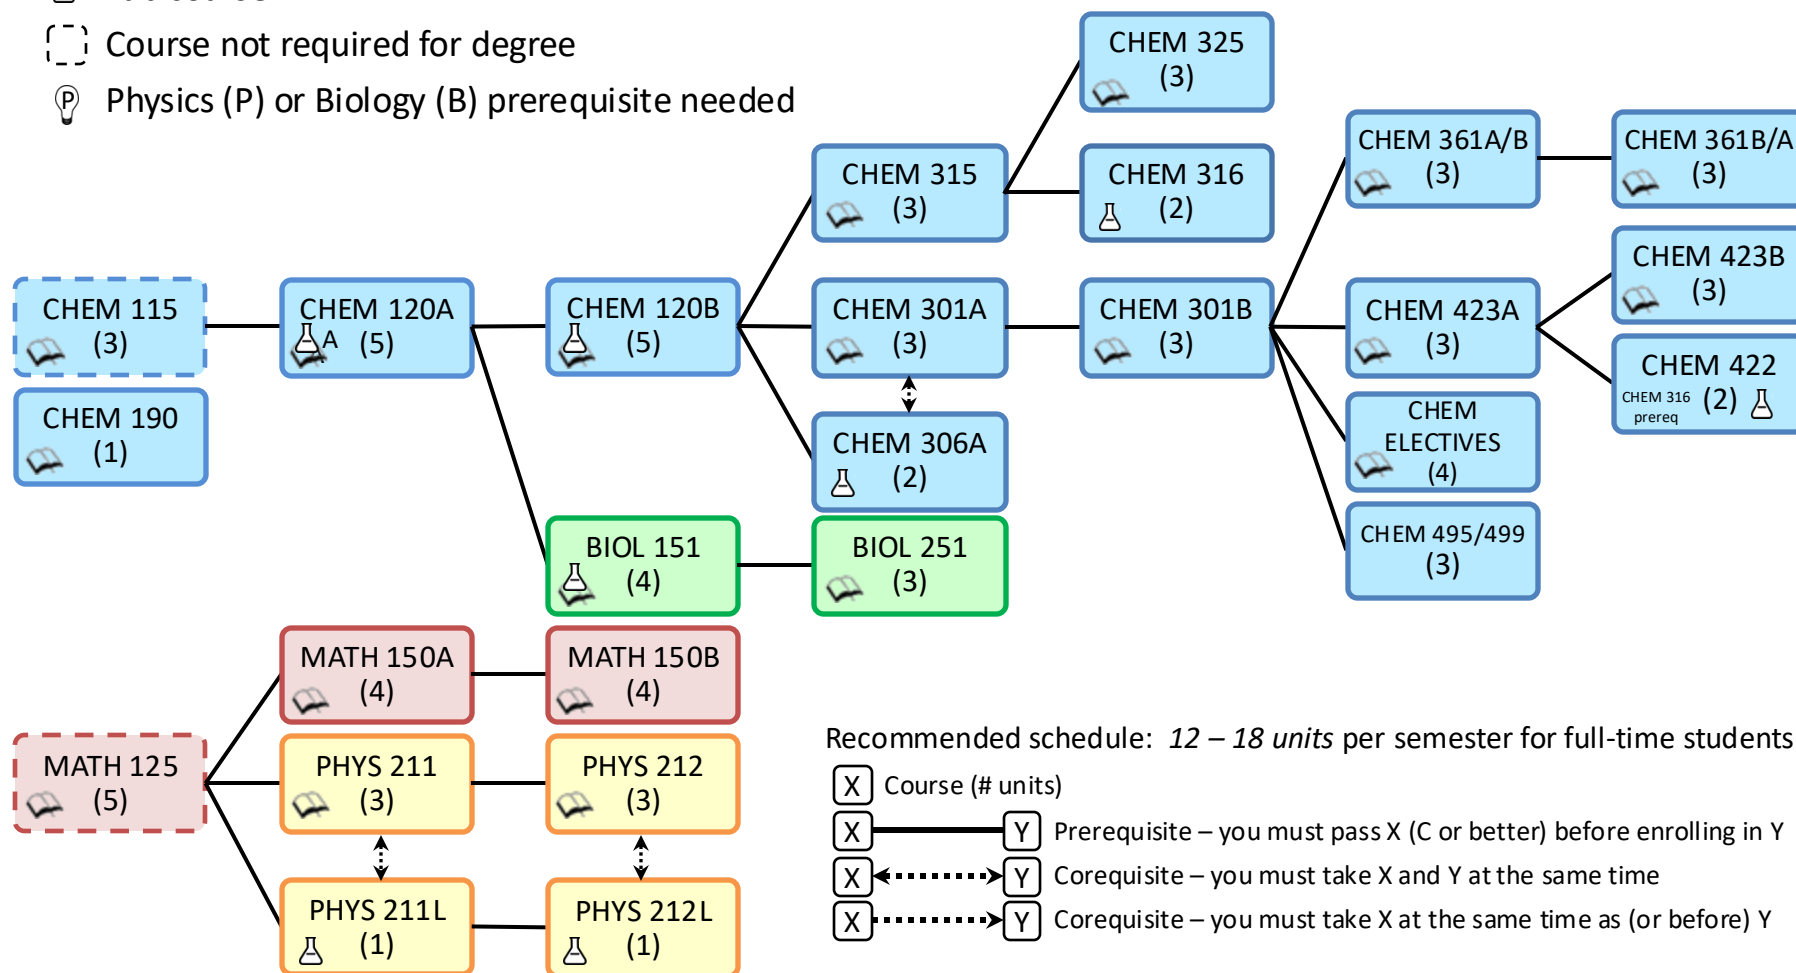 Course not required for degree
P Physics (P) or Biology (B) prerequisite needed
CHEM 325
(3)
CHEM 315
(3)
CHEM 316
(2)
CHEM 361A/B
(3)
CHEM 361B/A
(3)
CHEM 115
(3)
CHEM 120A
A (5)
CHEM 120B
(5)
CHEM 301A
(3)
CHEM 301B
(3)
CHEM 423A
(3)
CHEM 423B
(3)
CHEM 422
CHEM 316 (2)
prereq
CHEM 190
(1)
CHEM 306A
(2)
CHEM
ELECTIVES
(4)
CHEM 495/499
(3)
BIOL 151
(4)
BIOL 251
(3)
MATH 150A
(4)
MATH 150B
(4)
MATH 125
(5)
PHYS 211
(3)
PHYS 212
(3)
PHYS 211L
(1)
PHYS 212L
(1)
Recommended schedule: 12 – 18 units per semester for full-time students
X Course (# units)
X Y Prerequisite – you must pass X (C or better) before enrolling in Y
X Y Corequisite – you must take X and Y at the same time
X Y Corequisite – you must take X at the same time as (or before) Y